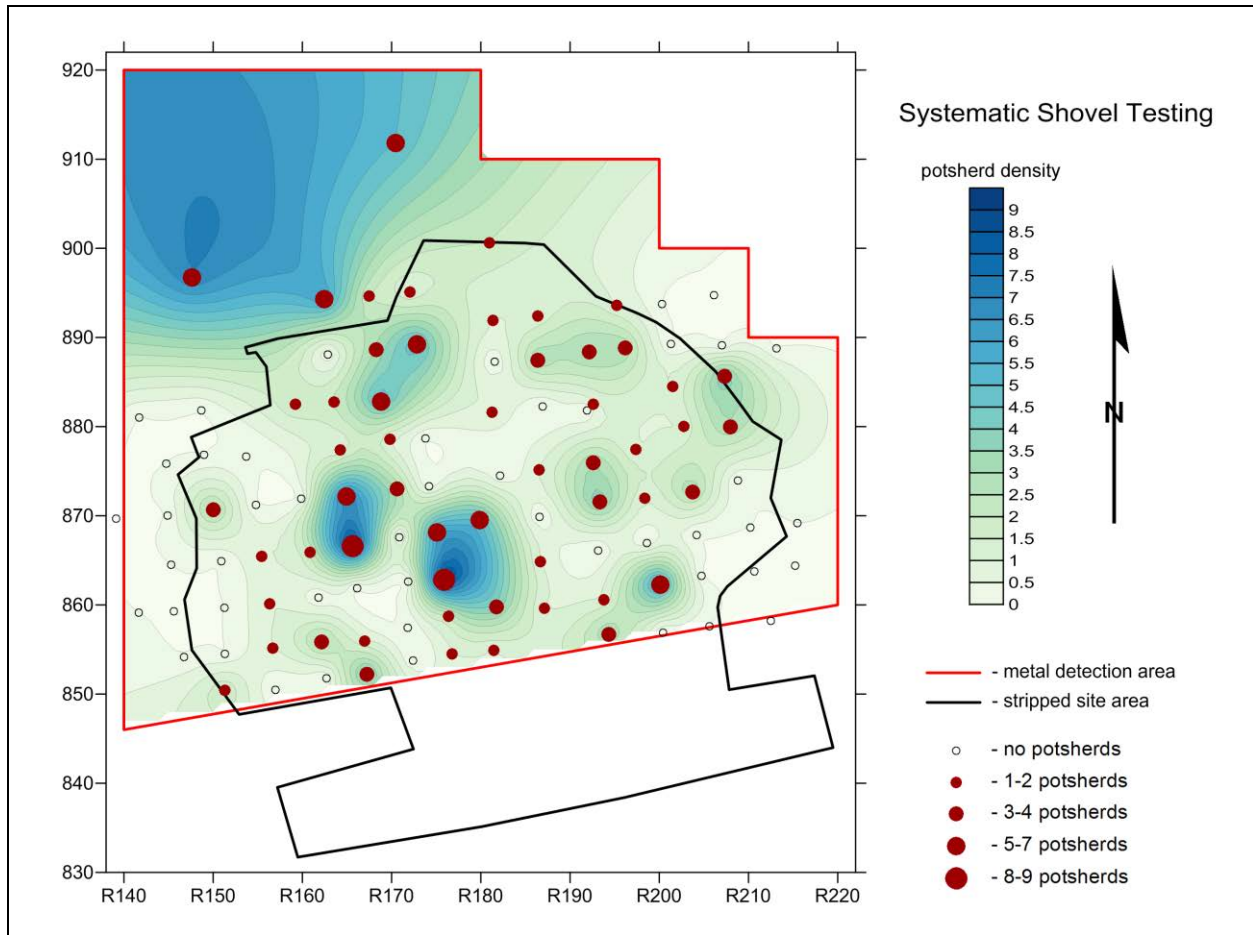 Systematic Shovel Testing
potsherd density
9
8.5
8
7.5
7
6.5
6
5.5
5
4.5
4
3.5
3
2.5
2
1.5
1
0.5
0
N
- metal detection area
- stripped site area
- no potsherds
- 1-2 potsherds
- 3-4 potsherds
- 5-7 potsherds
- 8-9 potsherds
920
910
900
890
880
870
860
850
840
830
R140 R150 R160 R170 R180 R190 R200 R210 R220